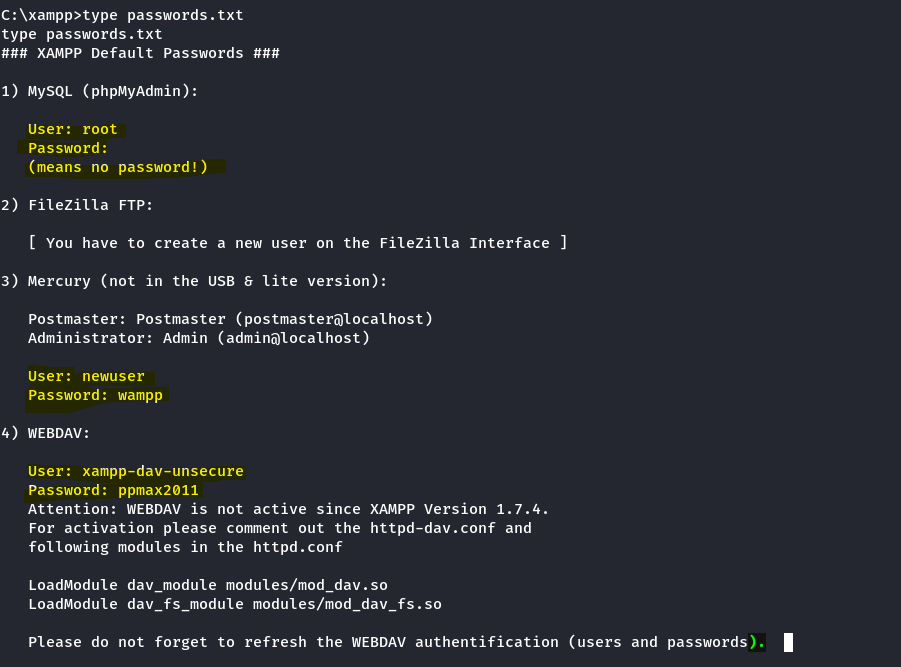 C:\xampp>type passwords.txt
type passwords.txt
### XAMPP Default Passwords ###
1) MySQL (phpMyAdmin):
User: root
Password:
(means no password!)
2) FileZilla FTP:
[ You have to create a new user on the FileZilla Interface ]
3) Mercury (not in the USB & lite version):
Postmaster: Postmaster (postmaster@localhost)
Administrator: Admin (admin@localhost)
User: newuser
Password: wampp
4) WEBDAV:
User: xampp-dav-unsecure
Password: ppmax2011
Attention: WEBDAV is not active since XAMPP Version 1.7.4.
For activation please comment out the httpd-dav.conf and
following modules in the httpd.conf
LoadModule dav_module modules/mod_dav.so
LoadModule dav_fs_module modules/mod_dav_fs.so
Please do not forget to refresh the WEBDAV authentification (users and passwords).